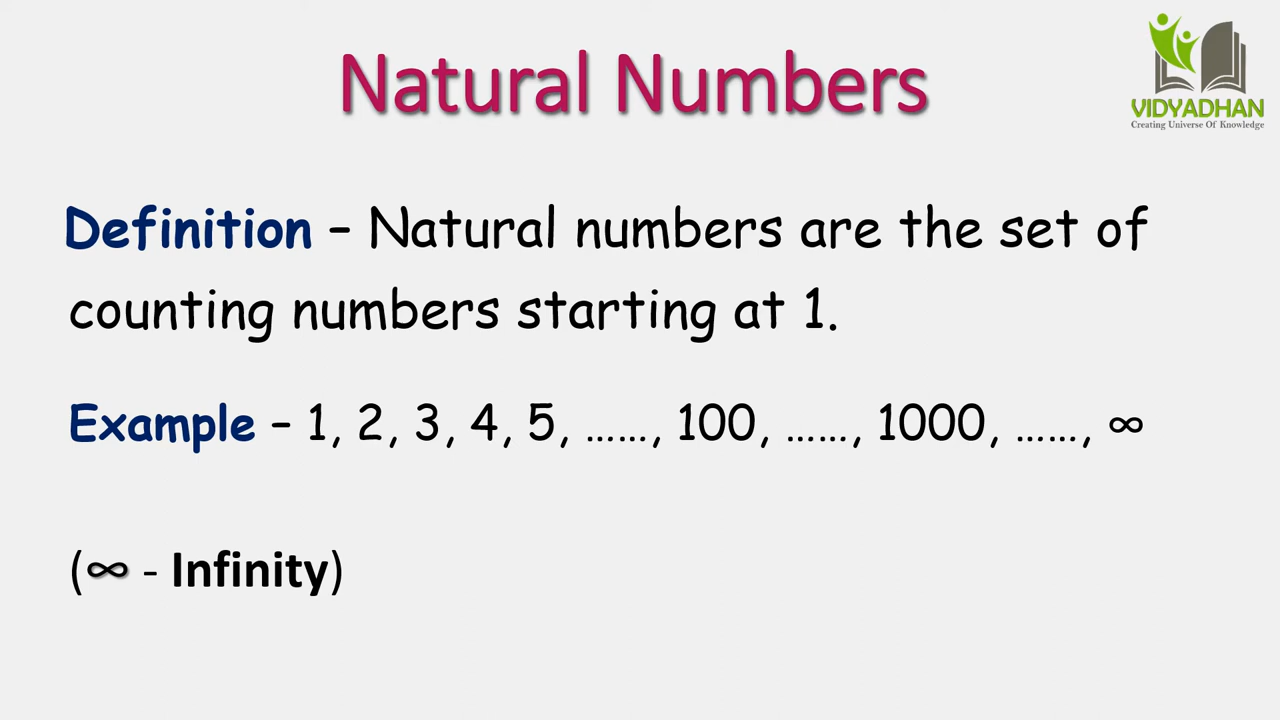 Natural Numbers
VIDYADHAN
Creating Universe Of Knowledge
Definition – Natural numbers are the set of
counting numbers starting at 1.
Example – 1, 2, 3, 4, 5, ......, 100, ......, 1000, ......, ∞
(∞ - Infinity)